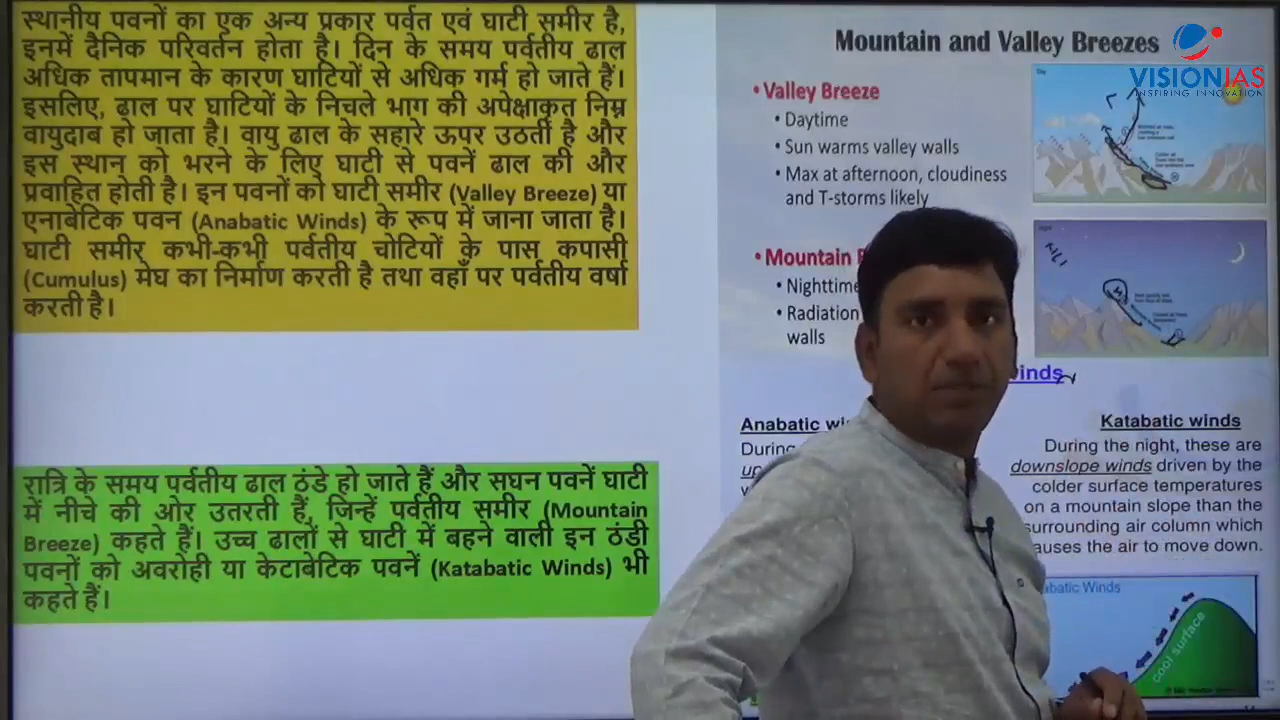 स्थानीय पवनों का एक अन्य प्रकार पर्वत एवं घाटी समीर है,
इनमें दैनिक परिवर्तन होता है। दिन के समय पर्वतीय ढाल
अधिक तापमान के कारण घाटियों से अधिक गर्म हो जाते हैं।
इसलिए, ढाल पर घाटियों के निचले भाग की अपेक्षाकृत निम्न
वायुदाब हो जाता है। वायु ढाल के सहारे ऊपर उठती है और
इस स्थान को भरने के लिए घाटी से पवनें ढाल की और
प्रवाहित होती है। इन पवनों को घाटी समीर (Valley Breeze) या
एनाबेटिक पवन (Anabatic Winds) के रूप में जाना जाता है।
घाटी समीर कभी-कभी पर्वतीय चोटियों के पास कपासी
(Cumulus) मेघ का निर्माण करती है तथा वहाँ पर पर्वतीय वर्षा
करती है।
रात्रि के समय पर्वतीय ढाल ठंडे हो जाते हैं और सघन पवनें घाटी
में नीचे की ओर उतरती हैं, जिन्हें पर्वतीय समीर (Mountain
Breeze) कहते हैं। उच्च ढालों से घाटी में बहने वाली इन ठंडी
पवनों को अवरोही या केटाबेटिक पवनें (Katabatic Winds) भी
कहते हैं।
Mountain and Valley Breezes
VISIONIAS
INSPIRING INNOVATION
• Valley Breeze
• Daytime
• Sun warms valley walls
• Max at afternoon, cloudiness
and T-storms likely
• Mountain
• Nighttime
• Radiation
walls
Anabatic
During
Katabatic winds
During the night, these are
downslope winds driven by the
colder surface temperatures
on a mountain slope than the
surrounding air column which
causes the air to move down.
Winds
cool surface